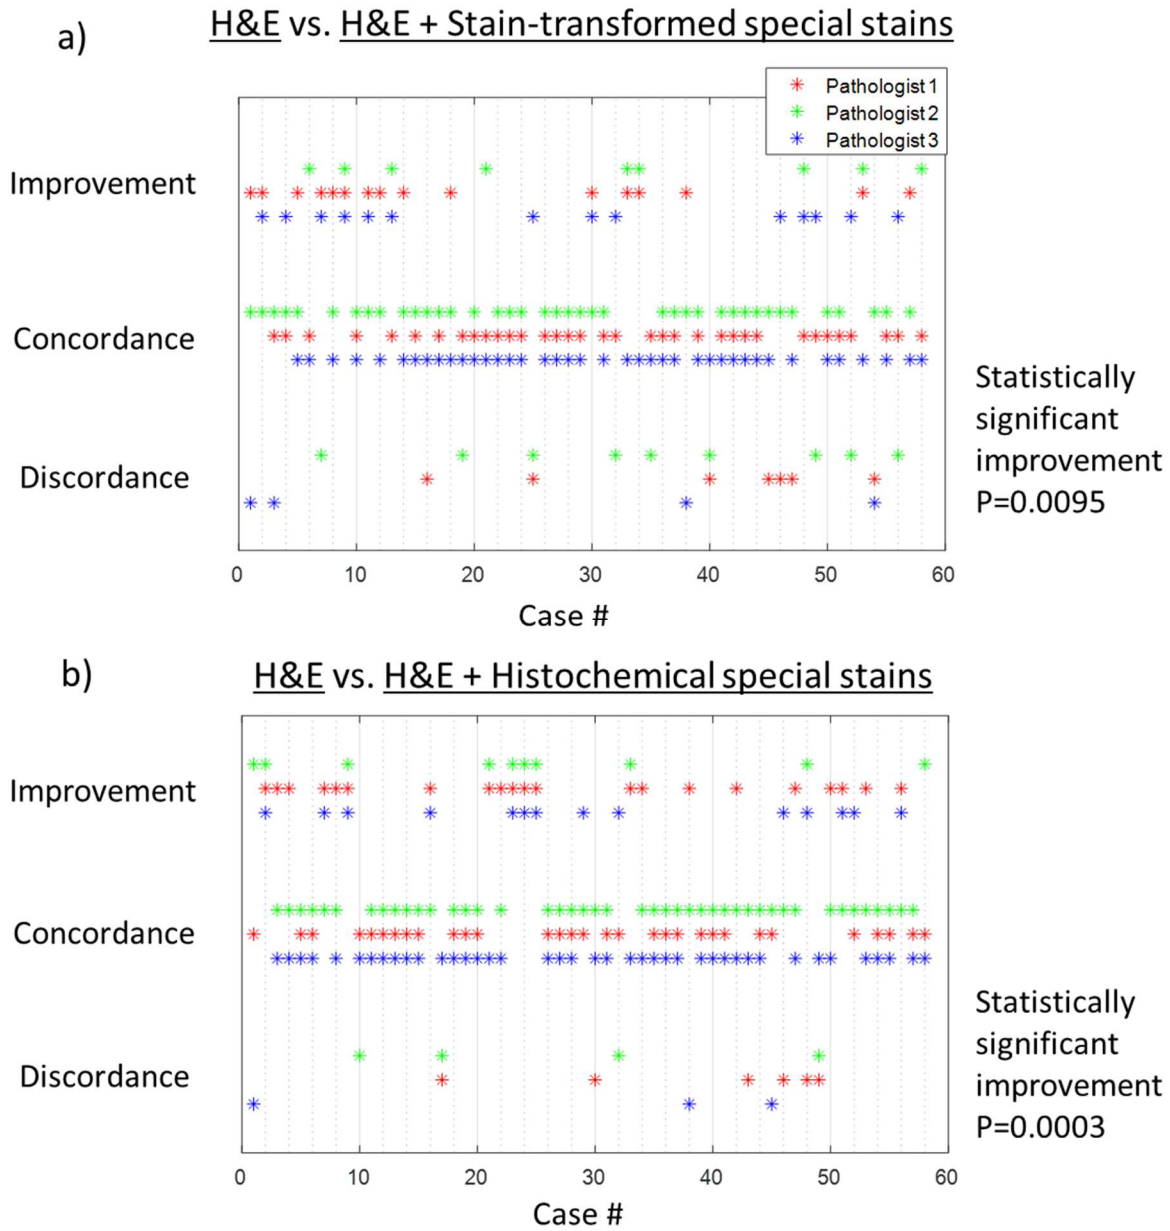 a)
H&E vs. H&E + Stain-transformed special stains
Pathologist 1
Pathologist 2
Pathologist 3
Improvement
Concordance
Discordance
Statistically
significant
improvement
P=0.0095
0 10 20 30 40 50 60
Case #
b)
H&E vs. H&E + Histochemical special stains
Improvement
Concordance
Discordance
Statistically
significant
improvement
P=0.0003
0 10 20 30 40 50 60
Case #